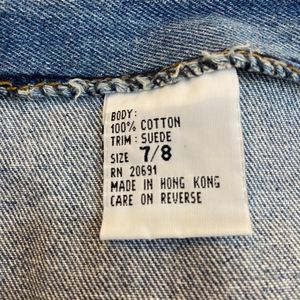 BODY:
100% COTTON
TRIM: SUEDE
SIZE 7/8
RN 20691
MADE IN HONG KONG
CARE ON REVERSE